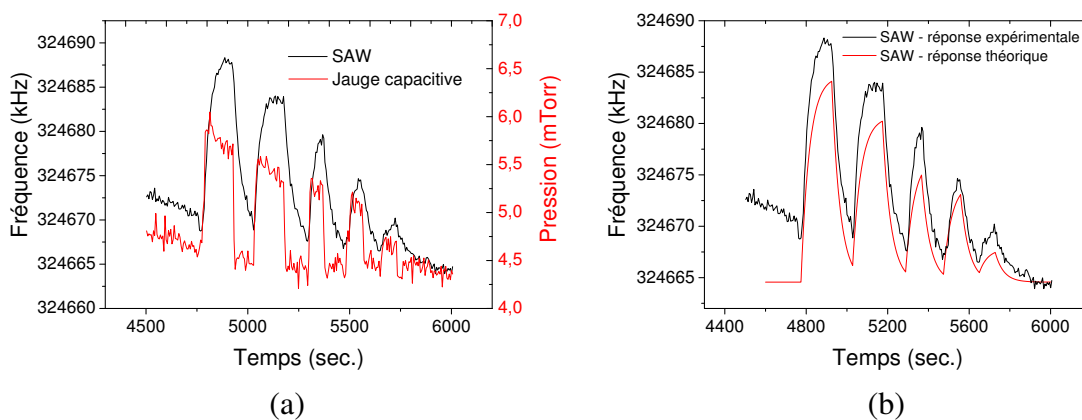 324690
324685
324680
324675
324670
324665
324660
Fréquence (kHz)
4500 5000 5500 6000
Temps (sec.)
7,0
6,5
6,0
5,5
5,0
4,5
4,0
Pression (mTorr)
SAW
Jauge capacitive
(a)
324690
324685
324680
324675
324670
324665
Fréquence (kHz)
4400 4800 5200 5600 6000
Temps (sec.)
SAW - réponse expérimentale
SAW - réponse théorique
(b)